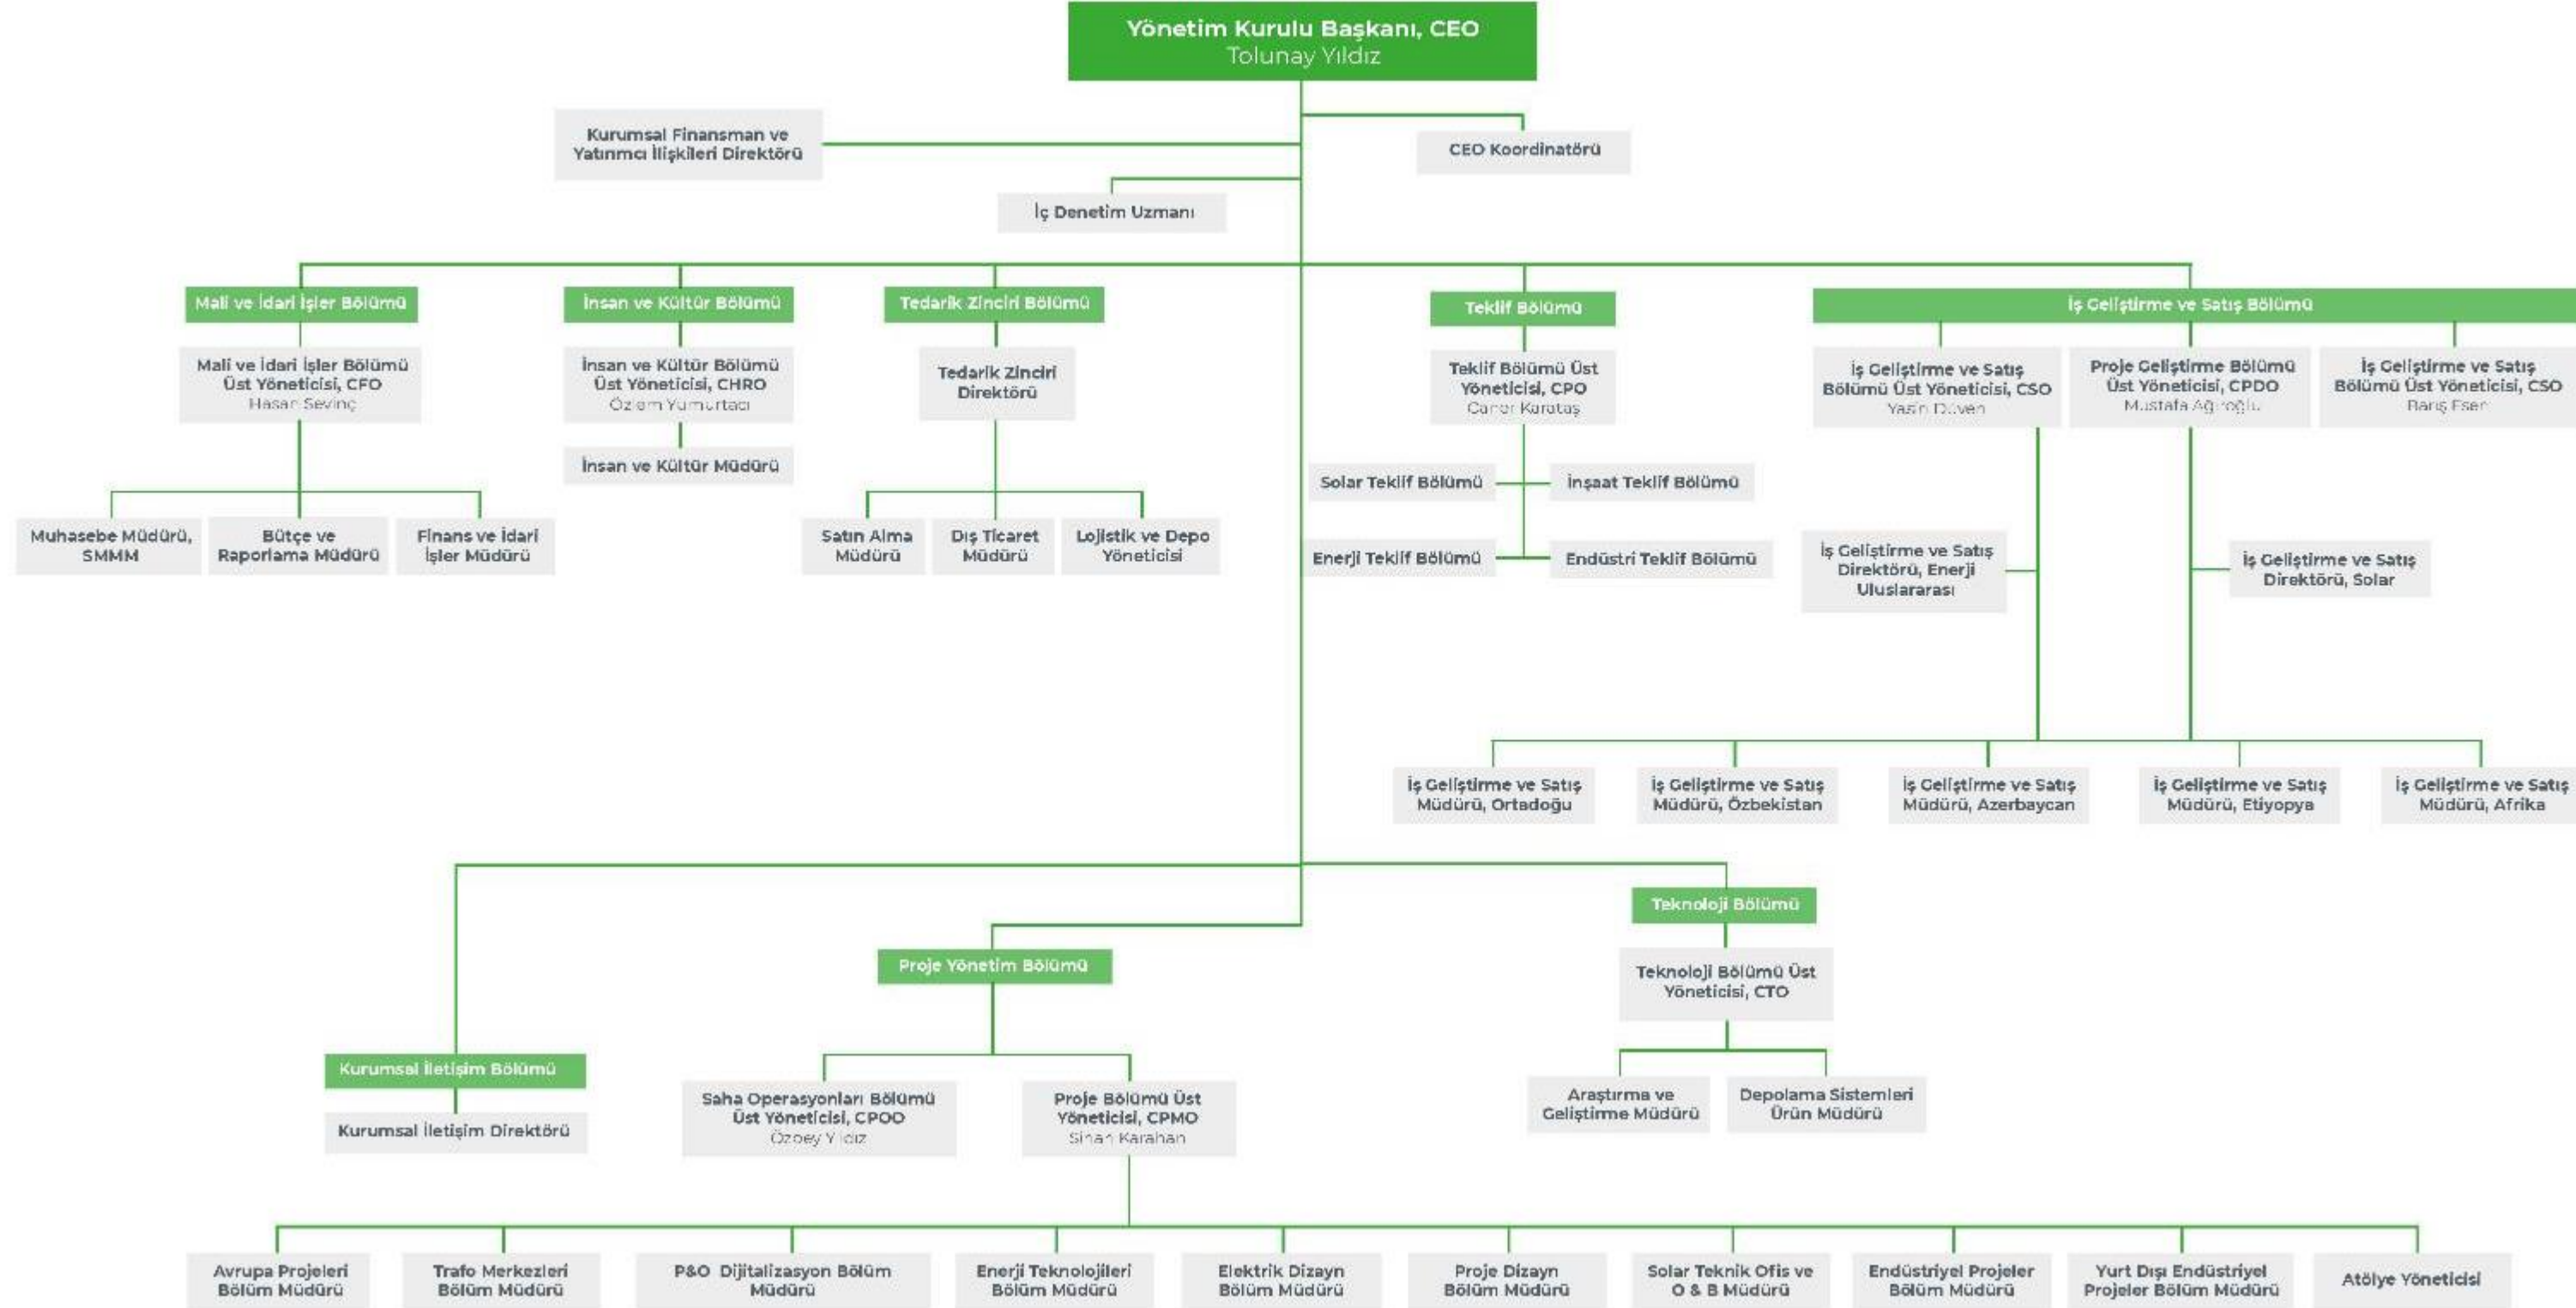 Yönetim Kurulu Başkanı, CEO
Tolunay Yıldız
Kurumsal Finansman ve
Yatırımcı İlişkileri Direktörü
CEO Koordinatörü
İç Denetim Uzmanı
Mali ve İdari İşler Bölümü
İnsan ve Kültür Bölümü
Tedarik Zinciri Bölümü
Teklif Bölümü
İş Geliştirme ve Satış Bölümü
Mali ve İdari İşler Bölümü
Üst Yöneticisi, CFO
Hasan Sevinç
İnsan ve Kültür Bölümü
Üst Yöneticisi, CHRO
Özlem Yumurtacı
Tedarik Zinciri
Direktörü
Teklif Bölümü Üst
Yöneticisi, CPO
Caner Karataş
İş Geliştirme ve Satış
Bölümü Üst Yöneticisi, CSO
Yasin Düven
Proje Geliştirme Bölümü
Üst Yöneticisi, CPDO
Mustafa Ağıroğlu
İş Geliştirme ve Satış
Bölümü Üst Yöneticisi, CSO
Barış Esen
İnsan ve Kültür Müdürü
Solar Teklif Bölümü
İnşaat Teklif Bölümü
Muhasebe Müdürü,
SMMM
Bütçe ve
Raporlama Müdürü
Finans ve İdari
İşler Müdürü
Satın Alma
Müdürü
Dış Ticaret
Müdürü
Lojistik ve Depo
Yöneticisi
Enerji Teklif Bölümü
Endüstri Teklif Bölümü
İş Geliştirme ve Satış
Direktörü, Enerji
Uluslararası
İş Geliştirme ve Satış
Direktörü, Solar
İş Geliştirme ve Satış
Müdürü, Ortadoğu
İş Geliştirme ve Satış
Müdürü, Özbekistan
İş Geliştirme ve Satış
Müdürü, Azerbaycan
İş Geliştirme ve Satış
Müdürü, Etiyopya
İş Geliştirme ve Satış
Müdürü, Afrika
Teknoloji Bölümü
Proje Yönetim Bölümü
Teknoloji Bölümü Üst
Yöneticisi, CTO
Kurumsal İletişim Bölümü
Kurumsal İletişim Direktörü
Saha Operasyonları Bölümü
Üst Yöneticisi, CPOO
Özbey Yıldız
Proje Bölümü Üst
Yöneticisi, CPMO
Sinan Karahan
Araştırma ve
Geliştirme Müdürü
Depolama Sistemleri
Ürün Müdürü
Avrupa Projeleri
Bölüm Müdürü
Trafo Merkezleri
Bölüm Müdürü
P&O Dijitalizasyon Bölüm
Müdürü
Enerji Teknolojileri
Bölüm Müdürü
Elektrik Dizayn
Bölüm Müdürü
Proje Dizayn
Bölüm Müdürü
Solar Teknik Ofis ve
O & B Müdürü
Endüstriyel Projeler
Bölüm Müdürü
Yurt Dışı Endüstriyel
Projeler Bölüm Müdürü
Atölye Yöneticisi